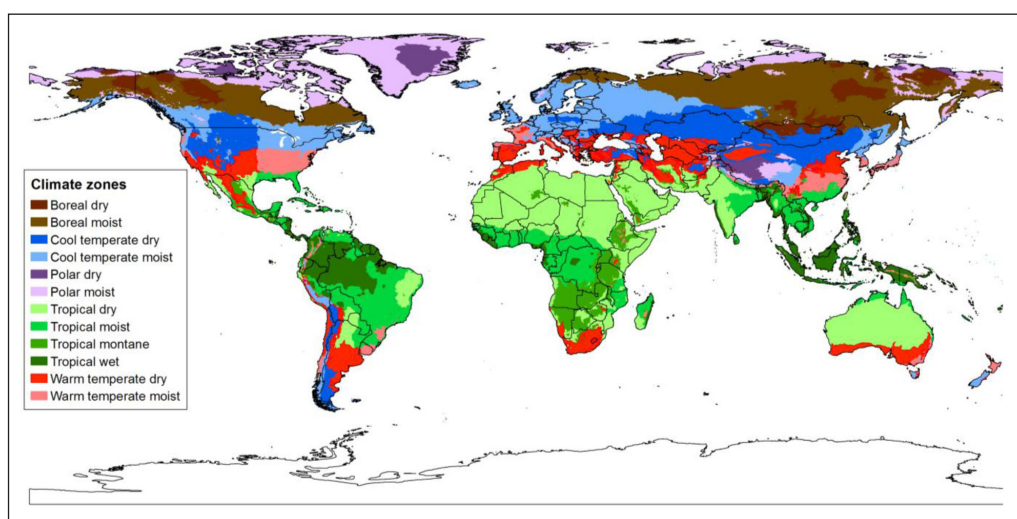 Climate zones
Boreal dry
Boreal moist
Cool temperate dry
Cool temperate moist
Polar dry
Polar moist
Tropical dry
Tropical moist
Tropical montane
Tropical wet
Warm temperate dry
Warm temperate moist